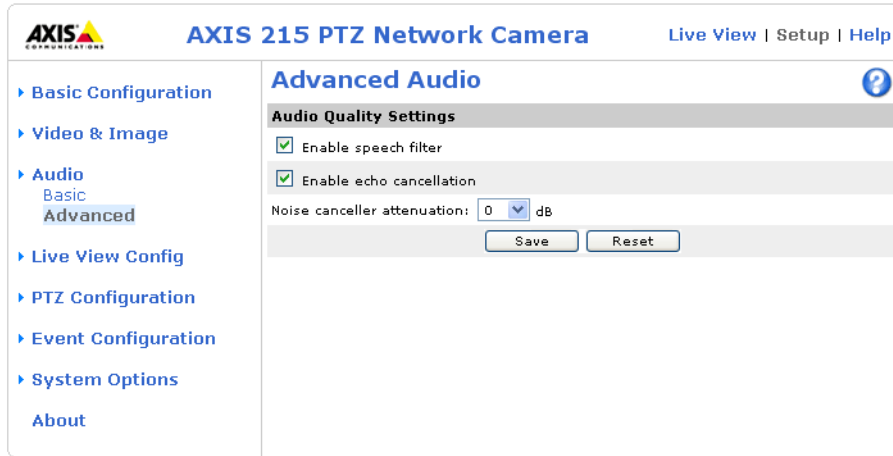 AXIS
COMMUNICATIONS
AXIS 215 PTZ Network Camera
Live View | Setup | Help
Basic Configuration
Video & Image
Audio
Basic
Advanced
Live View Config
PTZ Configuration
Event Configuration
System Options
About
Advanced Audio
?
Audio Quality Settings
Enable speech filter
Enable echo cancellation
Noise canceller attenuation: 0 dB
Save Reset